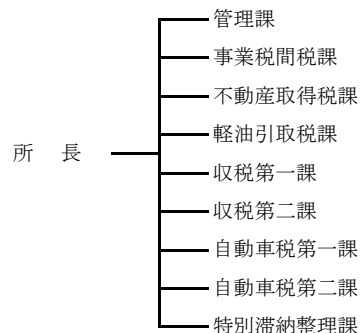 管理課
事業税間税課
不動産取得税課
軽油引取税課
所　長
収税第一課
収税第二課
自動車税第一課
自動車税第二課
特別滞納整理課